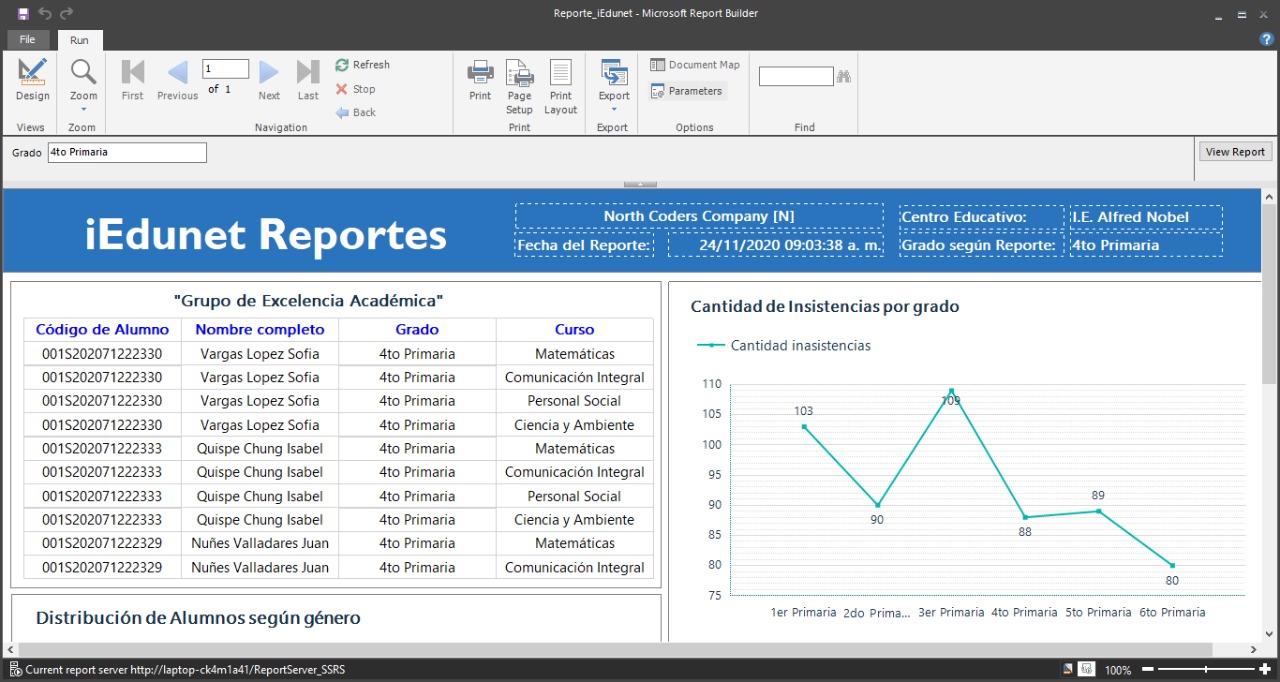 Reporte_iEdunet - Microsoft Report Builder
File Run
Design
Zoom
First
Previous
1
of 1
Next
Last
Refresh
Stop
Back
Print
Page Setup
Print Layout
Export
Document Map
Parameters
Views
Zoom
Navigation
Print
Export
Options
Find
Grado 4to Primaria
View Report
iEdunet Reportes
North Coders Company [N]
Fecha del Reporte: 24/11/2020 09:03:38 a. m.
Centro Educativo: I.E. Alfred Nobel
Grado según Reporte: 4to Primaria
"Grupo de Excelencia Académica"
Código de Alumno Nombre completo Grado Curso
001S202071222330 Vargas Lopez Sofia 4to Primaria Matemáticas
001S202071222330 Vargas Lopez Sofia 4to Primaria Comunicación Integral
001S202071222330 Vargas Lopez Sofia 4to Primaria Personal Social
001S202071222330 Vargas Lopez Sofia 4to Primaria Ciencia y Ambiente
001S202071222333 Quispe Chung Isabel 4to Primaria Matemáticas
001S202071222333 Quispe Chung Isabel 4to Primaria Comunicación Integral
001S202071222333 Quispe Chung Isabel 4to Primaria Personal Social
001S202071222333 Quispe Chung Isabel 4to Primaria Ciencia y Ambiente
001S202071222329 Nuñes Valladares Juan 4to Primaria Matemáticas
001S202071222329 Nuñes Valladares Juan 4to Primaria Comunicación Integral
Distribución de Alumnos según género
Cantidad de Insistencias por grado
Cantidad inasistencias
110
105
100
95
90
85
80
75
103
90
109
88
89
80
1er Primaria 2do Prima... 3er Primaria 4to Primaria 5to Primaria 6to Primaria
Current report server http://laptop-ck4m1a41/ReportServer_SSRS
100%